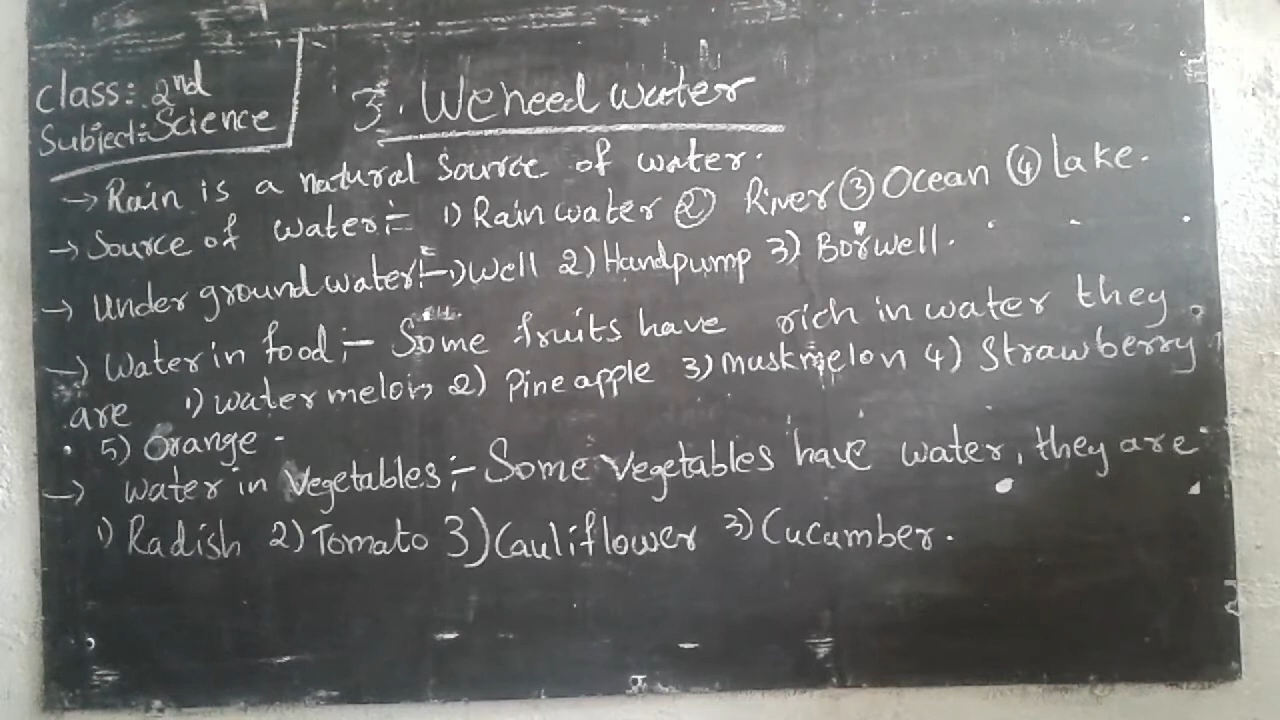 Class: 2nd
Subject:- Science
3. We need water
→ Rain is a natural source of water.
→ Source of water:- 1) Rain water ② River ③ Ocean ④ lake.
→ Under ground water:- 1) Well 2) Handpump 3) Borwell.
→ Water in food:- Some fruits have rich in water they
are 1) water melon 2) Pine apple 3) muskmelon 4) Strawberry
5) Orange -
→ water in Vegetables:- Some vegetables have water, they are
1) Radish 2) Tomato 3) Cauliflower 3) Cucumber.